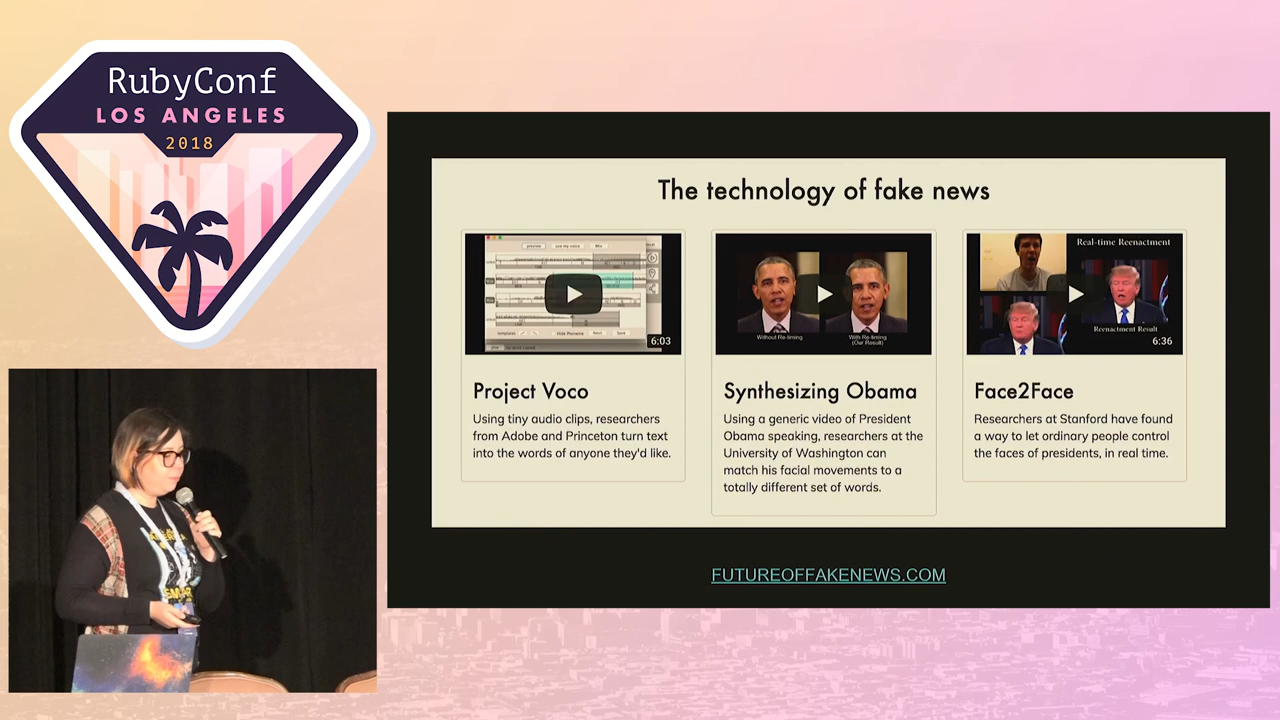 RubyConf
LOS ANGELES
2018
The technology of fake news
6:03
Without Re-timing
With Re-timing
(Our Result)
Real-time Reenactment
Reenactment Result
6:36
Project Voco
Using tiny audio clips, researchers
from Adobe and Princeton turn text
into the words of anyone they'd like.
Synthesizing Obama
Using a generic video of President
Obama speaking, researchers at the
University of Washington can
match his facial movements to a
totally different set of words.
Face2Face
Researchers at Stanford have found
a way to let ordinary people control
the faces of presidents, in real time.
FUTUREOFFAKENEWS.COM